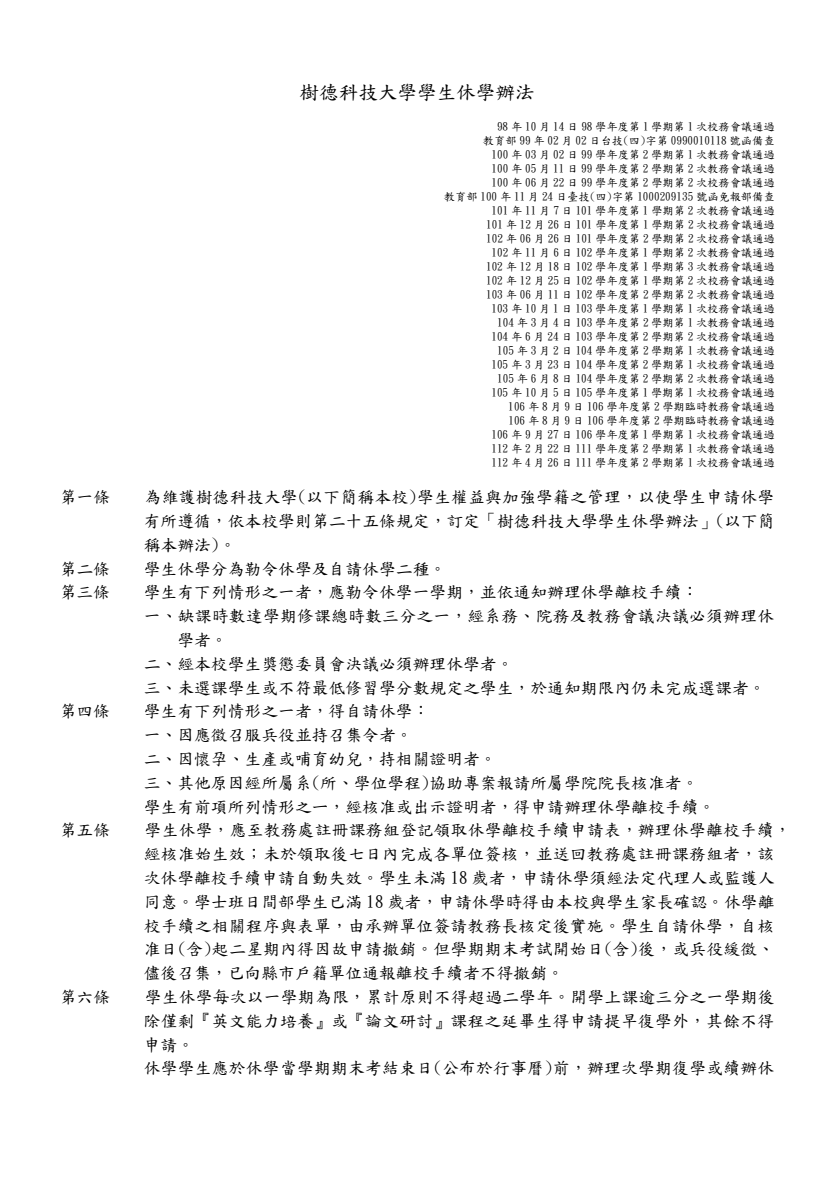 樹德科技大學學生休學辦法
98 年 10 月 14 日 98 學年度第 1 學期第 1 次校務會議通過
教育部 99 年 02 月 02 日台技(四)字第 0990010118 號函備查
100 年 03 月 02 日 99 學年度第 2 學期第 1 次教務會議通過
100 年 05 月 11 日 99 學年度第 2 學期第 2 次教務會議通過
100 年 06 月 22 日 99 學年度第 2 學期第 2 次校務會議通過
教育部 100 年 11 月 24 日臺技(四)字第 1000209135 號函免報部備查
101 年 11 月 7 日 101 學年度第 1 學期第 2 次教務會議通過
101 年 12 月 26 日 101 學年度第 1 學期第 2 次校務會議通過
102 年 06 月 26 日 101 學年度第 2 學期第 2 次校務會議通過
102 年 11 月 6 日 102 學年度第 1 學期第 2 次教務會議通過
102 年 12 月 18 日 102 學年度第 1 學期第 3 次教務會議通過
102 年 12 月 25 日 102 學年度第 1 學期第 2 次校務會議通過
103 年 06 月 11 日 102 學年度第 2 學期第 2 次教務會議通過
103 年 10 月 1 日 103 學年度第 1 學期第 1 次校務會議通過
104 年 3 月 4 日 103 學年度第 2 學期第 1 次教務會議通過
104 年 6 月 24 日 103 學年度第 2 學期第 2 次校務會議通過
105 年 3 月 2 日 104 學年度第 2 學期第 1 次教務會議通過
105 年 3 月 23 日 104 學年度第 2 學期第 1 次校務會議通過
105 年 6 月 8 日 104 學年度第 2 學期第 2 次教務會議通過
105 年 10 月 5 日 105 學年度第 1 學期第 1 次校務會議通過
106 年 8 月 9 日 106 學年度第 2 學期臨時教務會議通過
106 年 8 月 9 日 106 學年度第 2 學期臨時教務會議通過
106 年 9 月 27 日 106 學年度第 1 學期第 1 次校務會議通過
112 年 2 月 22 日 111 學年度第 2 學期第 1 次教務會議通過
112 年 4 月 26 日 111 學年度第 2 學期第 1 次校務會議通過
第一條 為維護樹德科技大學(以下簡稱本校)學生權益與加強學籍之管理，以使學生申請休學
有所遵循，依本校學則第二十五條規定，訂定「樹德科技大學學生休學辦法」(以下簡
稱本辦法)。
第二條 學生休學分為勒令休學及自請休學二種。
第三條 學生有下列情形之一者，應勒令休學一學期，並依通知辦理休學離校手續：
一、缺課時數達學期修課總時數三分之一，經系務、院務及教務會議決議必須辦理休
學者。
二、經本校學生獎懲委員會決議必須辦理休學者。
三、未選課學生或不符最低修習學分數規定之學生，於通知期限內仍未完成選課者。
第四條 學生有下列情形之一者，得自請休學：
一、因應徵召服兵役並持召集令者。
二、因懷孕、生產或哺育幼兒，持相關證明者。
三、其他原因經所屬系(所、學位學程)協助專案報請所屬學院院長核准者。
學生有前項所列情形之一，經核准或出示證明者，得申請辦理休學離校手續。
第五條 學生休學，應至教務處註冊課務組登記領取休學離校手續申請表，辦理休學離校手續，
經核准始生效；未於領取後七日內完成各單位簽核，並送回教務處註冊課務組者，該
次休學離校手續申請自動失效。學生未滿 18 歲者，申請休學須經法定代理人或監護人
同意。學士班日間部學生已滿 18 歲者，申請休學時得由本校與學生家長確認。休學離
校手續之相關程序與表單，由承辦單位簽請教務長核定後實施。學生自請休學，自核
准日(含)起二星期內得因故申請撤銷。但學期期末考試開始日(含)後，或兵役緩徵、
儘後召集，已向縣市戶籍單位通報離校手續者不得撤銷。
第六條 學生休學每次以一學期為限，累計原則不得超過二學年。開學上課逾三分之一學期後
除僅剩『英文能力培養』或『論文研討』課程之延畢生得申請提早復學外，其餘不得
申請。
休學學生應於休學當學期期末考結束日(公布於行事曆)前，辦理次學期復學或續辦休